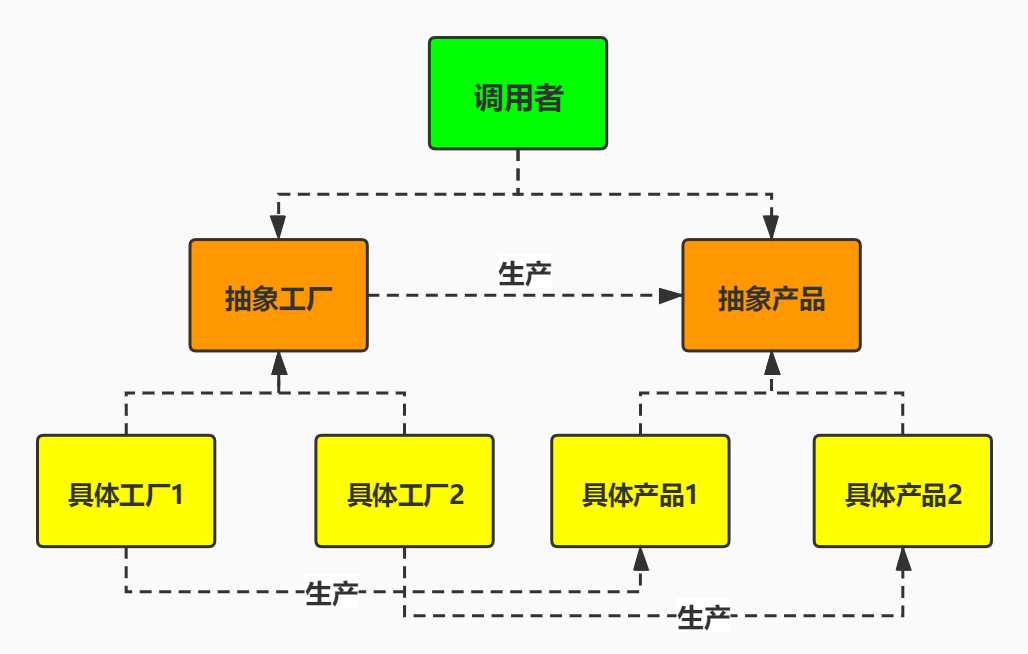 调用者
生产
抽象工厂
抽象产品
具体工厂1
具体工厂2
具体产品1
具体产品2
生产
生产